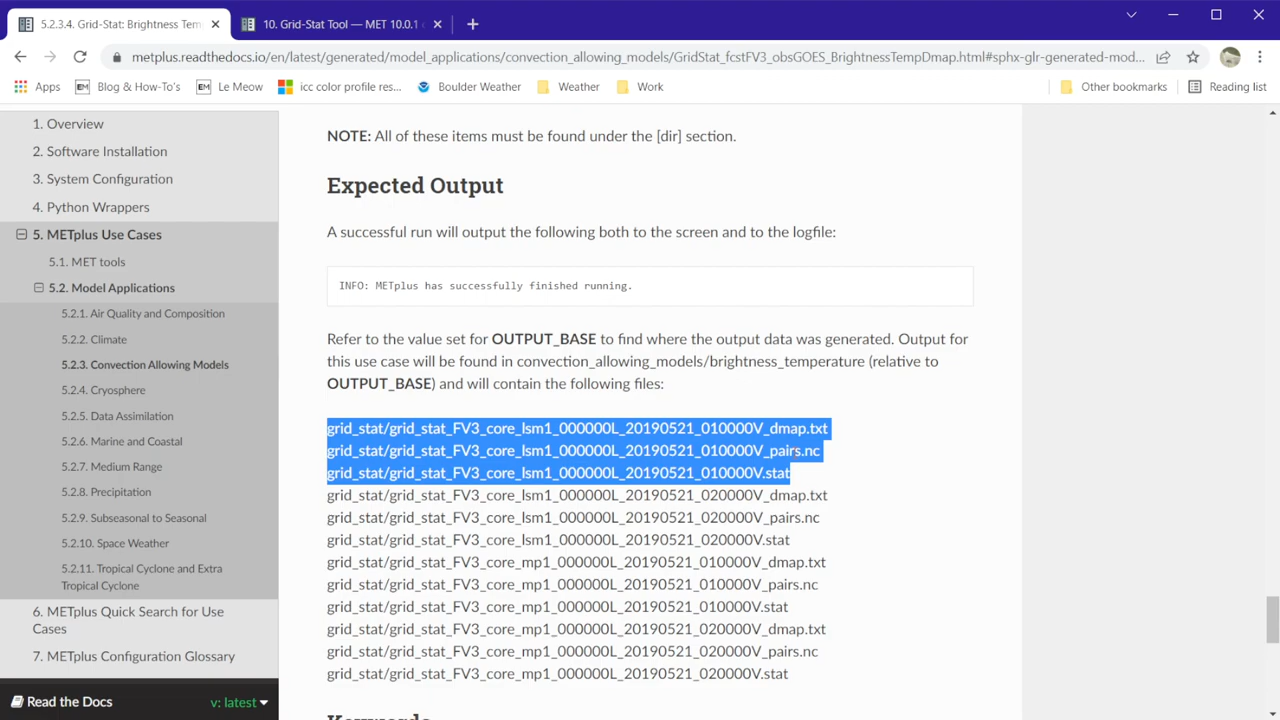 5.2.3.4. Grid-Stat: Brightness Tem
10. Grid-Stat Tool — MET 10.0.1
metplus.readthedocs.io/en/latest/generated/model_applications/convection_allowing_models/GridStat_fcstFV3_obsGOES_BrightnessTempDmap.html#sphx-glr-generated-mod...
Apps
EM Blog & How-To's
EM Le Meow
icc color profile res...
Boulder Weather
Weather
Work
Other bookmarks
Reading list
1. Overview
2. Software Installation
3. System Configuration
4. Python Wrappers
5. METplus Use Cases
5.1. MET tools
5.2. Model Applications
5.2.1. Air Quality and Composition
5.2.2. Climate
5.2.3. Convection Allowing Models
5.2.4. Cryosphere
5.2.5. Data Assimilation
5.2.6. Marine and Coastal
5.2.7. Medium Range
5.2.8. Precipitation
5.2.9. Subseasonal to Seasonal
5.2.10. Space Weather
5.2.11. Tropical Cyclone and Extra
Tropical Cyclone
6. METplus Quick Search for Use
Cases
7. METplus Configuration Glossary
Read the Docs
v: latest
NOTE: All of these items must be found under the [dir] section.
Expected Output
A successful run will output the following both to the screen and to the logfile:
INFO: METplus has successfully finished running.
Refer to the value set for OUTPUT_BASE to find where the output data was generated. Output for
this use case will be found in convection_allowing_models/brightness_temperature (relative to
OUTPUT_BASE) and will contain the following files:
grid_stat/grid_stat_FV3_core_lsm1_000000L_20190521_010000V_dmap.txt
grid_stat/grid_stat_FV3_core_lsm1_000000L_20190521_010000V_pairs.nc
grid_stat/grid_stat_FV3_core_lsm1_000000L_20190521_010000V.stat
grid_stat/grid_stat_FV3_core_lsm1_000000L_20190521_020000V_dmap.txt
grid_stat/grid_stat_FV3_core_lsm1_000000L_20190521_020000V_pairs.nc
grid_stat/grid_stat_FV3_core_lsm1_000000L_20190521_020000V.stat
grid_stat/grid_stat_FV3_core_mp1_000000L_20190521_010000V_dmap.txt
grid_stat/grid_stat_FV3_core_mp1_000000L_20190521_010000V_pairs.nc
grid_stat/grid_stat_FV3_core_mp1_000000L_20190521_010000V.stat
grid_stat/grid_stat_FV3_core_mp1_000000L_20190521_020000V_dmap.txt
grid_stat/grid_stat_FV3_core_mp1_000000L_20190521_020000V_pairs.nc
grid_stat/grid_stat_FV3_core_mp1_000000L_20190521_020000V.stat
Keywords